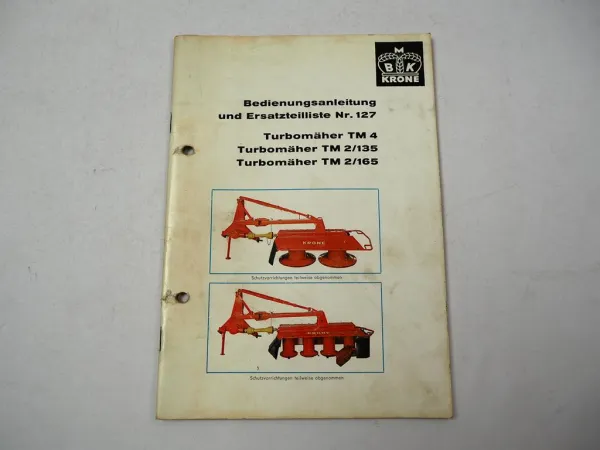 M
B K
KRONE
Bedienungsanleitung
und Ersatzteilliste Nr. 127
Turbomäher TM 4
Turbomäher TM 2/135
Turbomäher TM 2/165
KRONE
Schutzvorrichtungen teilweise abgenommen
KRONE
Schutzvorrichtungen teilweise abgenommen